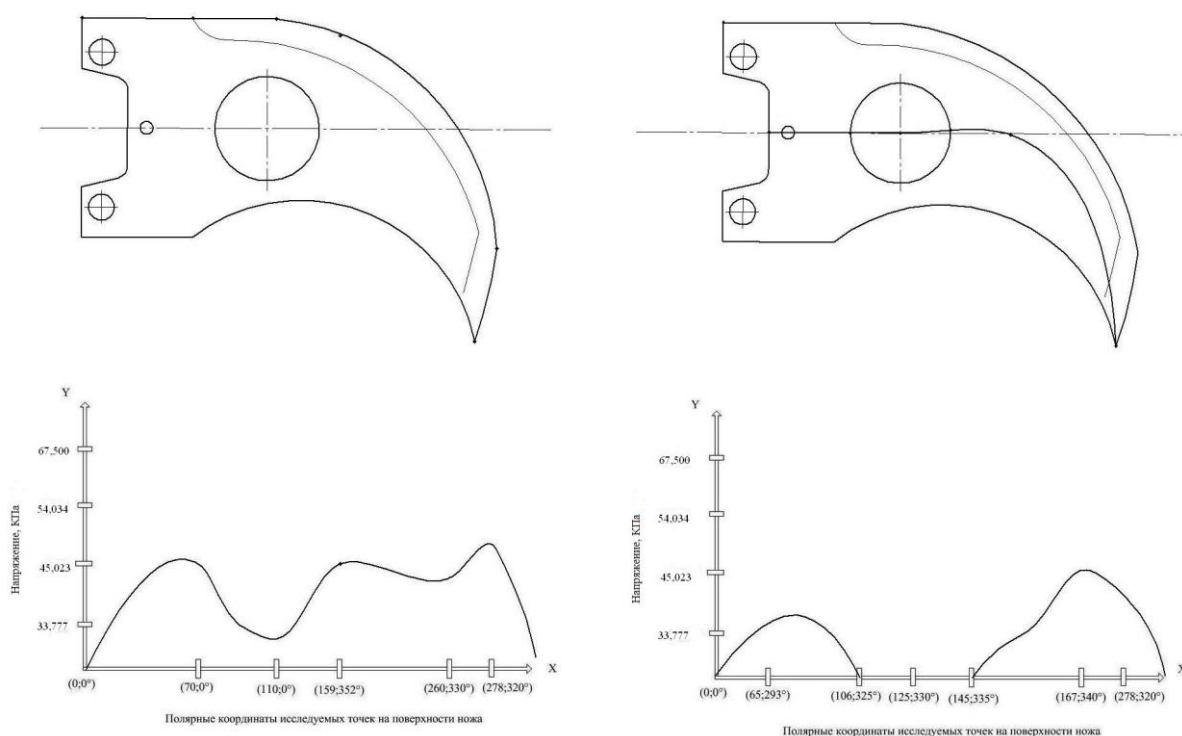 Y
67,500
54,034
45,023
33,777
Напряжение, КПа
X
(0;0°)
(70;0°)
(110;0°)
(159;352°)
(260;330°)
(278;320°)
Полярные координаты исследуемых точек на поверхности ножа
Y
67,500
54,034
45,023
33,777
Напряжение, КПа
X
(0;0°)
(65;293°)
(106;325°)
(125;330°)
(145;335°)
(167;340°)
(278;320°)
Полярные координаты исследуемых точек на поверхности ножа